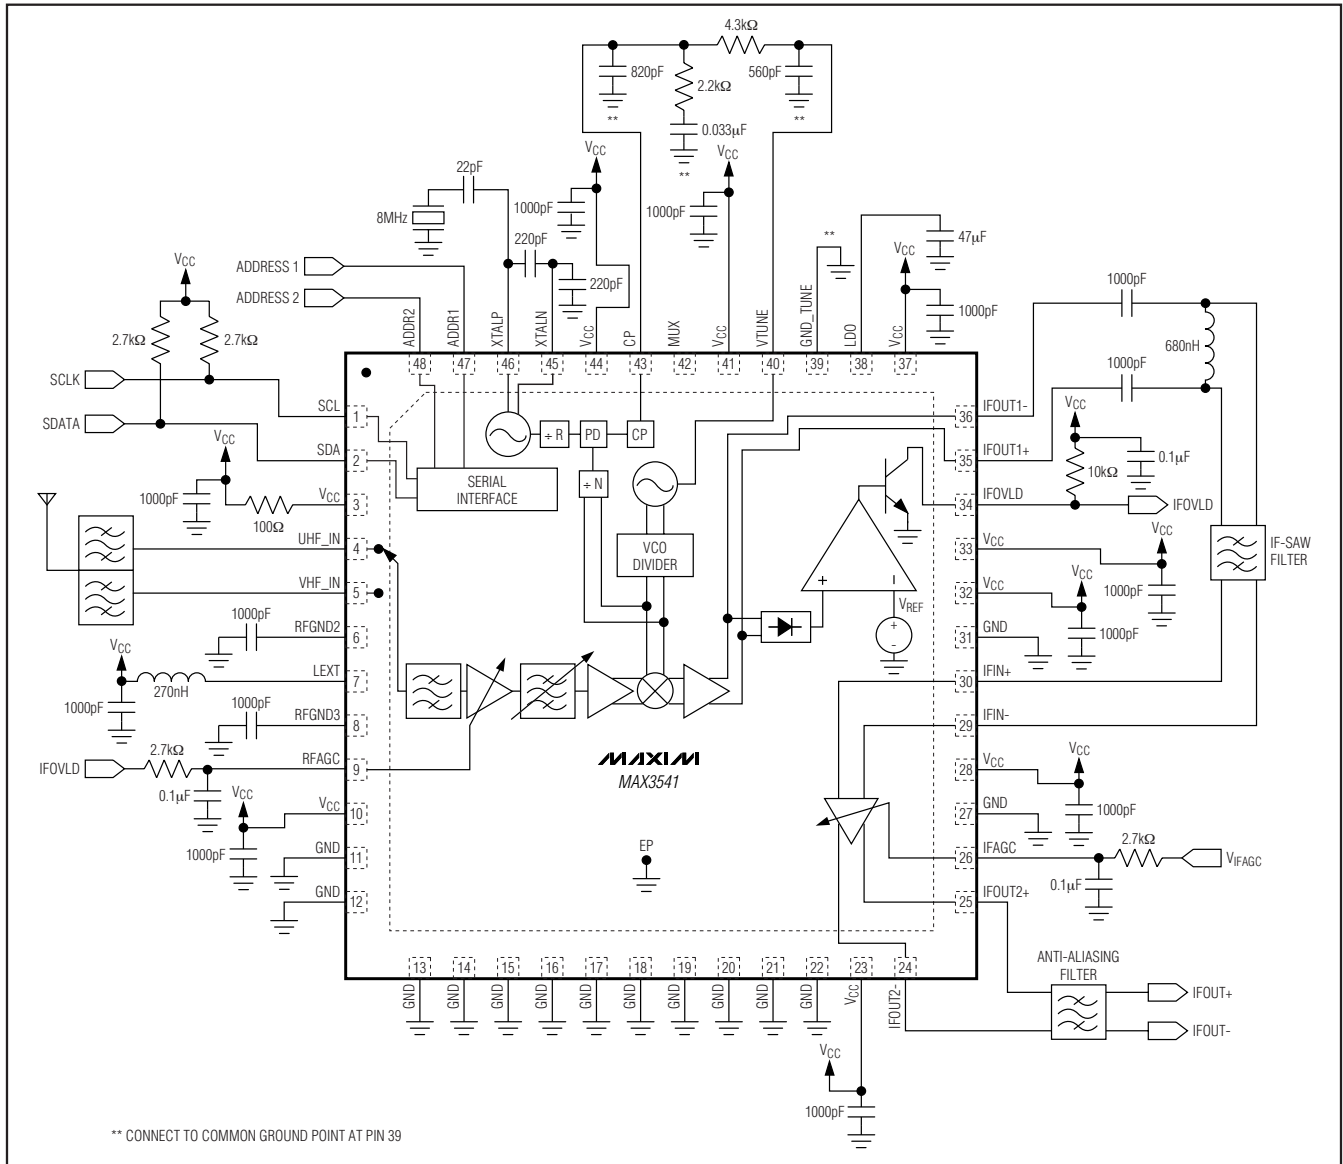 4.3kΩ
820pF
2.2kΩ
560pF
**
**
0.033µF
**
VCC
VCC
22pF
8MHz
1000pF
1000pF
220pF
220pF
**
47µF
VCC
1000pF
ADDRESS 1
ADDRESS 2
VCC
2.7kΩ
2.7kΩ
SCLK
SDATA
ADDR2
ADDR1
XTALP
XTALN
VCC
CP
MUX
VCC
VTUNE
GND_TUNE
LDO
VCC
48
47
46
45
44
43
42
41
40
39
38
37
1000pF
680nH
1000pF
SCL
1
SDA
2
VCC
3
UHF_IN
4
VHF_IN
5
RFGND2
6
LEXT
7
RFGND3
8
RFAGC
9
VCC
10
GND
11
GND
12
VCC
1000pF
100Ω
1000pF
VCC
270nH
1000pF
1000pF
IFOVLD
2.7kΩ
0.1µF
VCC
1000pF
÷ R
PD
CP
÷ N
SERIAL
INTERFACE
VCO
DIVIDER
+
−
VREF
+
-
MAXIM
MAX3541
EP
36
IFOUT1-
35
IFOUT1+
34
IFOVLD
33
VCC
32
VCC
31
GND
30
IFIN+
29
IFIN-
28
VCC
27
GND
26
IFAGC
25
IFOUT2+
VCC
0.1µF
10kΩ
IFOVLD
VCC
1000pF
VCC
1000pF
IF-SAW
FILTER
VCC
1000pF
2.7kΩ
VIFAGC
0.1µF
13
14
15
16
17
18
19
20
21
22
23
24
GND
GND
GND
GND
GND
GND
GND
GND
GND
GND
VCC
IFOUT2-
ANTI-ALIASING
FILTER
IFOUT+
IFOUT-
VCC
1000pF
** CONNECT TO COMMON GROUND POINT AT PIN 39